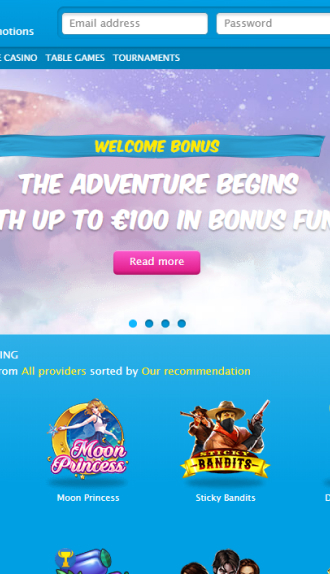 notions
Email address
Password
E CASINO TABLE GAMES TOURNAMENTS
WELCOME BONUS
THE ADVENTURE BEGINS
TH UP TO €100 IN BONUS FUN
Read more
ING
rom All providers sorted by Our recommendation
Moon
Princess
STICKY
BANDITS
Moon Princess
Sticky Bandits
D